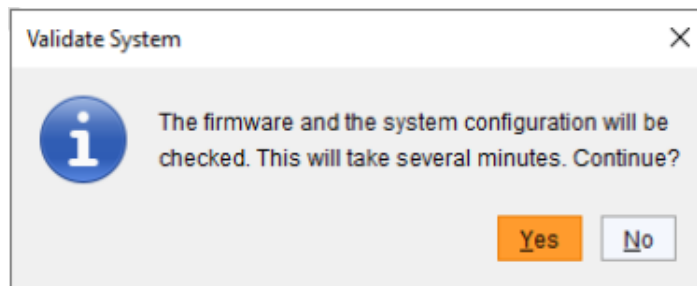 Validate System
The firmware and the system configuration will be
checked. This will take several minutes. Continue?
Yes
No